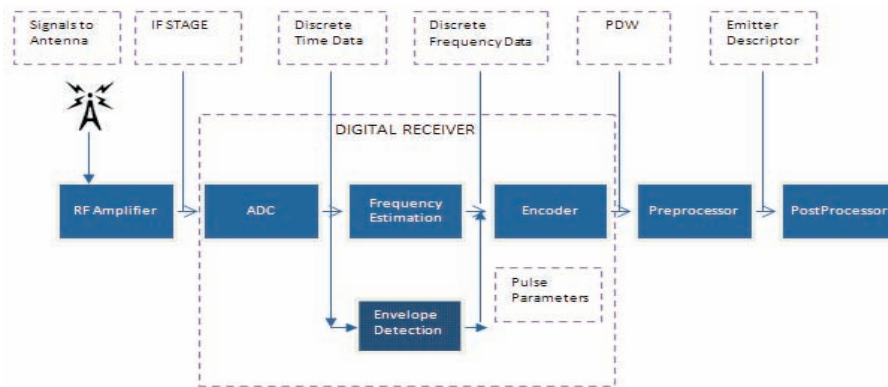 Signals to
Antenna
IF STAGE
Discrete
Time Data
Discrete
Frequency Data
PDW
Emitter
Descriptor
DIGITAL RECEIVER
RF Amplifier
ADC
Frequency
Estimation
Encoder
Preprocessor
PostProcessor
Envelope
Detection
Pulse
Parameters